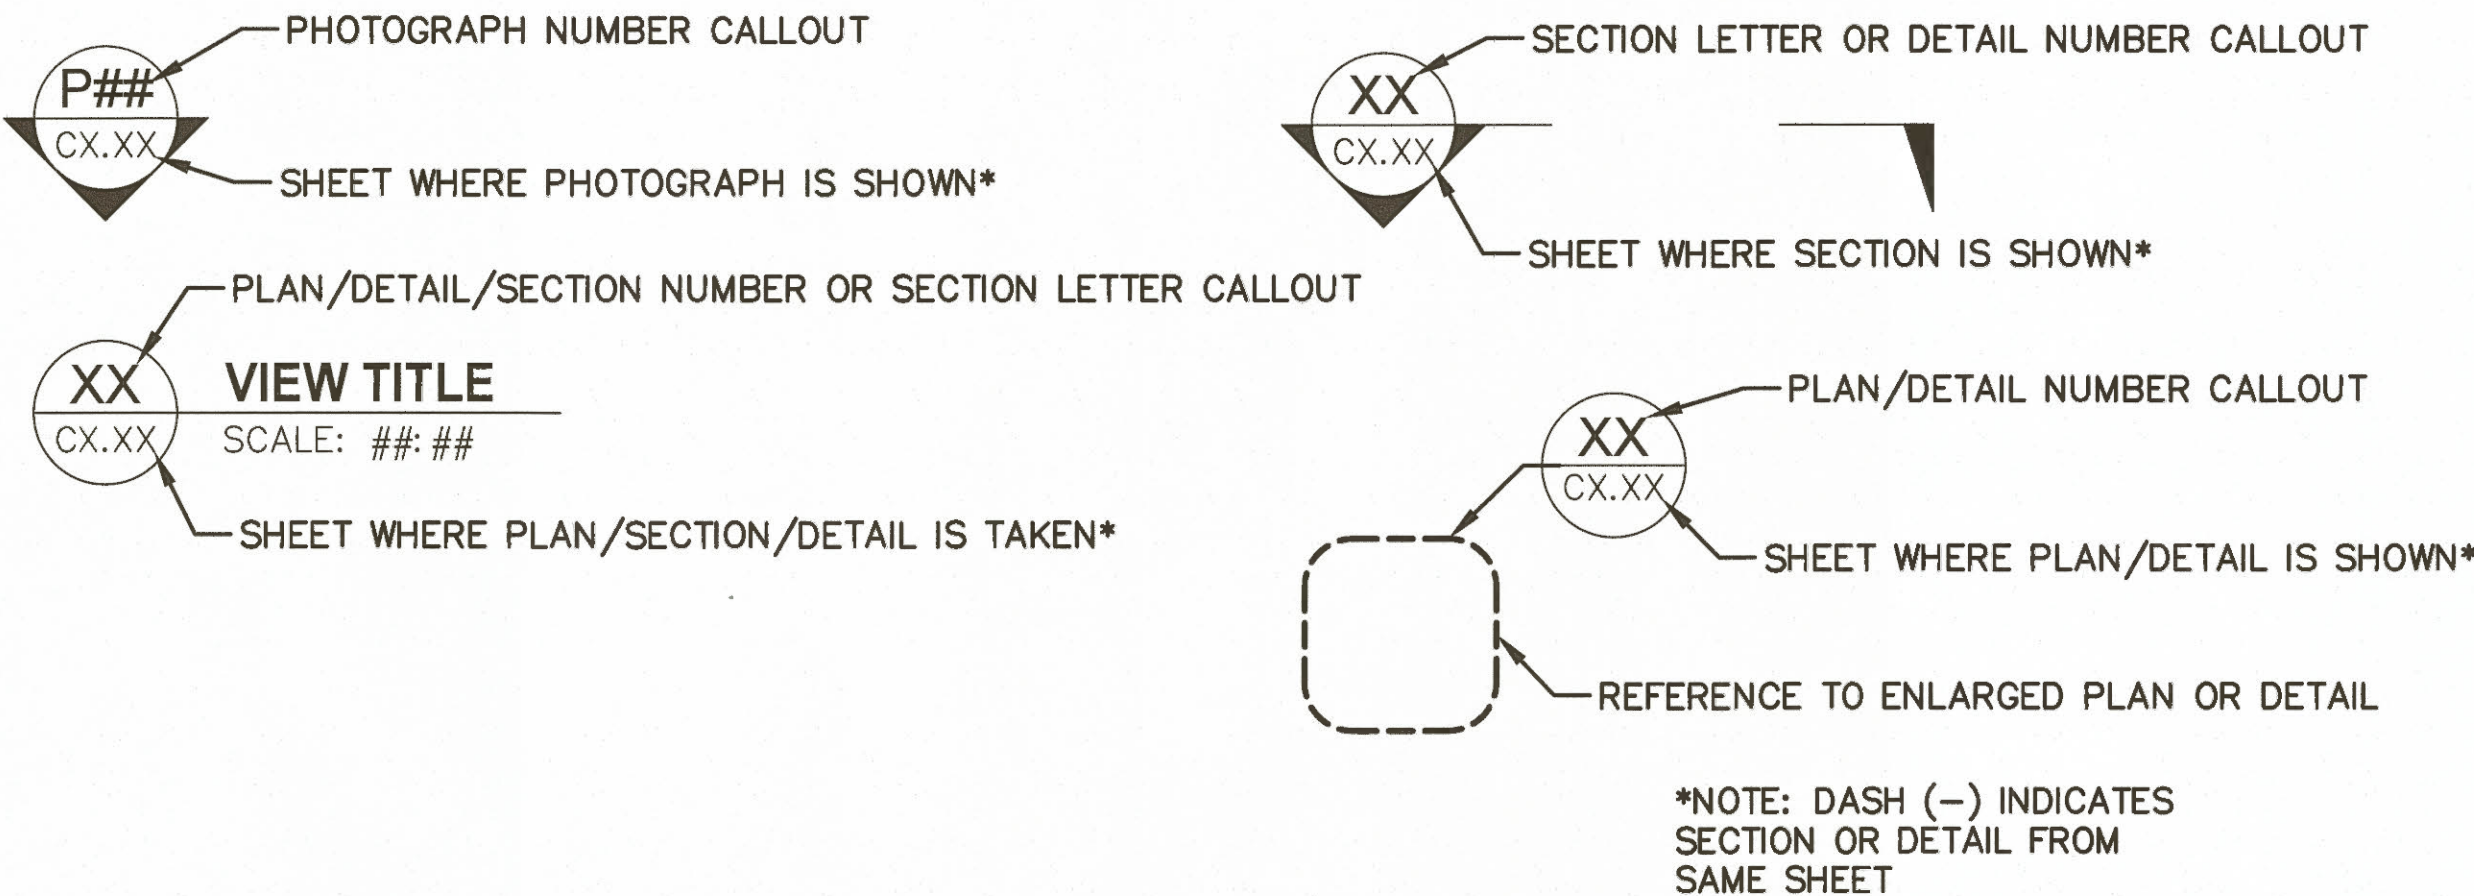 PHOTOGRAPH NUMBER CALLOUT
P##
CX.XX
SHEET WHERE PHOTOGRAPH IS SHOWN*
PLAN/DETAIL/SECTION NUMBER OR SECTION LETTER CALLOUT
XX
VIEW TITLE
CX.XX
SCALE: ##:##
SHEET WHERE PLAN/SECTION/DETAIL IS TAKEN*
SECTION LETTER OR DETAIL NUMBER CALLOUT
XX
CX.XX
SHEET WHERE SECTION IS SHOWN*
PLAN/DETAIL NUMBER CALLOUT
XX
CX.XX
SHEET WHERE PLAN/DETAIL IS SHOWN*
REFERENCE TO ENLARGED PLAN OR DETAIL
*NOTE: DASH (–) INDICATES
SECTION OR DETAIL FROM
SAME SHEET